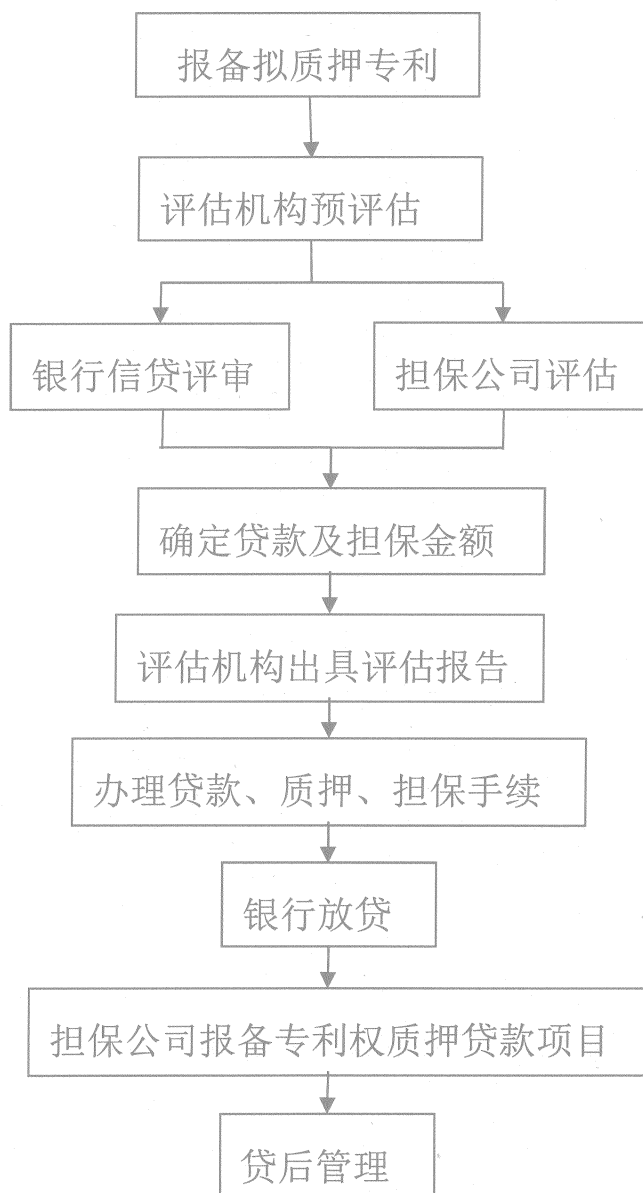 报备拟质押专利
评估机构预评估
银行信贷评审
担保公司评估
确定贷款及担保金额
评估机构出具评估报告
办理贷款、质押、担保手续
银行放贷
担保公司报备专利权质押贷款项目
贷后管理